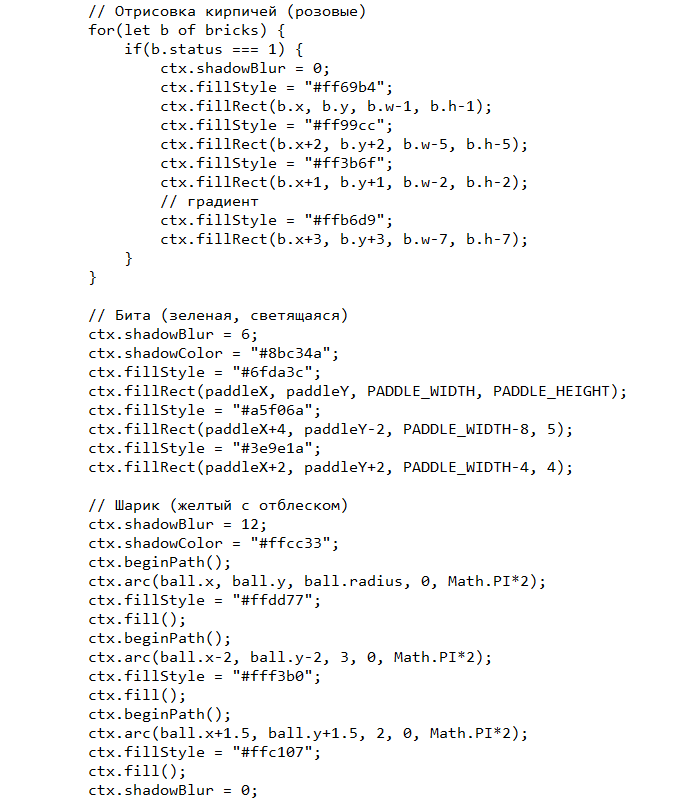 // Отрисовка кирпичей (розовые)
for(let b of bricks) {
if(b.status === 1) {
ctx.shadowBlur = 0;
ctx.fillStyle = "#ff69b4";
ctx.fillRect(b.x, b.y, b.w-1, b.h-1);
ctx.fillStyle = "#ff99cc";
ctx.fillRect(b.x+2, b.y+2, b.w-5, b.h-5);
ctx.fillStyle = "#ff3b6f";
ctx.fillRect(b.x+1, b.y+1, b.w-2, b.h-2);
// градиент
ctx.fillStyle = "#ffb6d9";
ctx.fillRect(b.x+3, b.y+3, b.w-7, b.h-7);
}
}
// Бита (зеленая, светящаяся)
ctx.shadowBlur = 6;
ctx.shadowColor = "#8bc34a";
ctx.fillStyle = "#6fda3c";
ctx.fillRect(paddleX, paddleY, PADDLE_WIDTH, PADDLE_HEIGHT);
ctx.fillStyle = "#a5f06a";
ctx.fillRect(paddleX+4, paddleY-2, PADDLE_WIDTH-8, 5);
ctx.fillStyle = "#3e9e1a";
ctx.fillRect(paddleX+2, paddleY+2, PADDLE_WIDTH-4, 4);
// Шарик (желтый с отблеском)
ctx.shadowBlur = 12;
ctx.shadowColor = "#ffcc33";
ctx.beginPath();
ctx.arc(ball.x, ball.y, ball.radius, 0, Math.PI*2);
ctx.fillStyle = "#ffdd77";
ctx.fill();
ctx.beginPath();
ctx.arc(ball.x-2, ball.y-2, 3, 0, Math.PI*2);
ctx.fillStyle = "#fff3b0";
ctx.fill();
ctx.beginPath();
ctx.arc(ball.x+1.5, ball.y+1.5, 2, 0, Math.PI*2);
ctx.fillStyle = "#ffc107";
ctx.fill();
ctx.shadowBlur = 0;